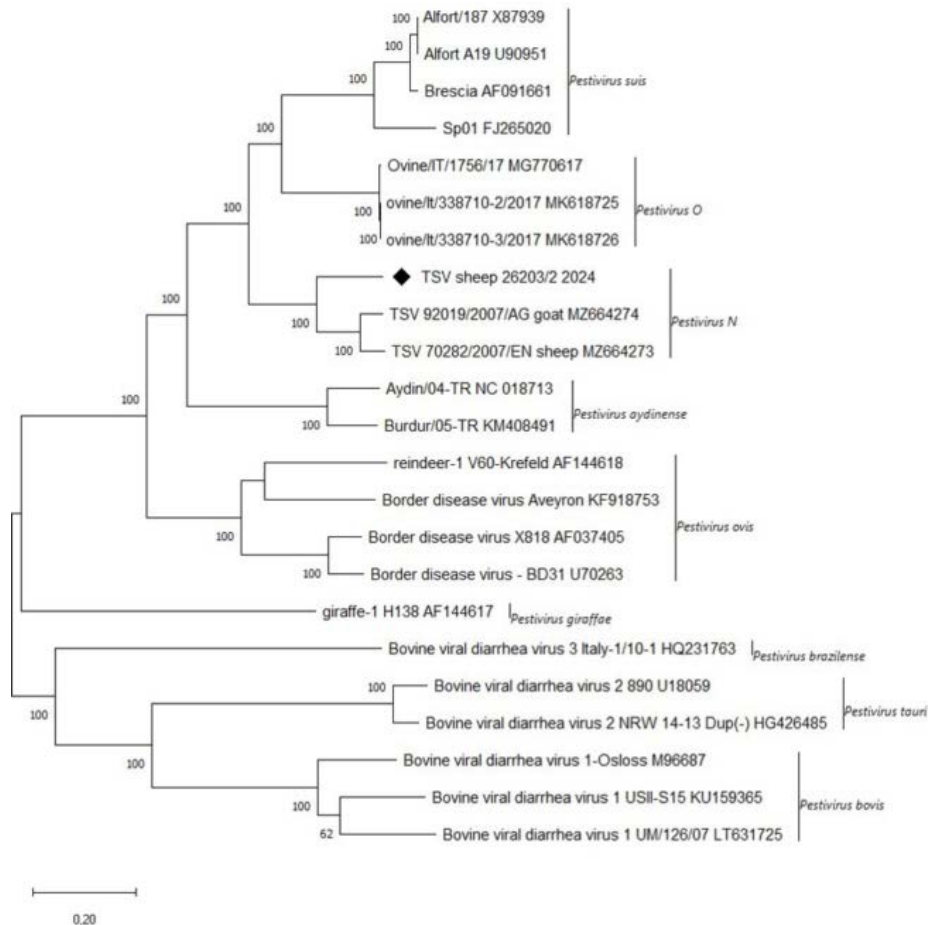 100
Alfort/187 X87939
100
Alfort A19 U90951
100
Brescia AF091661
Pestivirus suis
100
Sp01 FJ265020
Ovine/IT/1756/17 MG770617
100
ovine/It/338710-2/2017 MK618725
Pestivirus O
100
100
ovine/It/338710-3/2017 MK618726
TSV sheep 26203/2 2024
100
TSV 92019/2007/AG goat MZ664274
Pestivirus N
100
100
TSV 70282/2007/EN sheep MZ664273
Aydin/04-TR NC 018713
100
Pestivirus aydinense
100
Burdur/05-TR KM408491
reindeer-1 V60-Krefeld AF144618
Border disease virus Aveyron KF918753
Pestivirus ovis
100
Border disease virus X818 AF037405
100
Border disease virus - BD31 U70263
giraffe-1 H138 AF144617
Pestivirus giraffae
Bovine viral diarrhea virus 3 Italy-1/10-1 HQ231763
Pestivirus brazilense
100
Bovine viral diarrhea virus 2 890 U18059
Pestivirus tauri
100
Bovine viral diarrhea virus 2 NRW 14-13 Dup(-) HG426485
100
Bovine viral diarrhea virus 1-Osloss M96687
100
Bovine viral diarrhea virus 1 USII-S15 KU159365
Pestivirus bovis
62
Bovine viral diarrhea virus 1 UM/126/07 LT631725
0.20